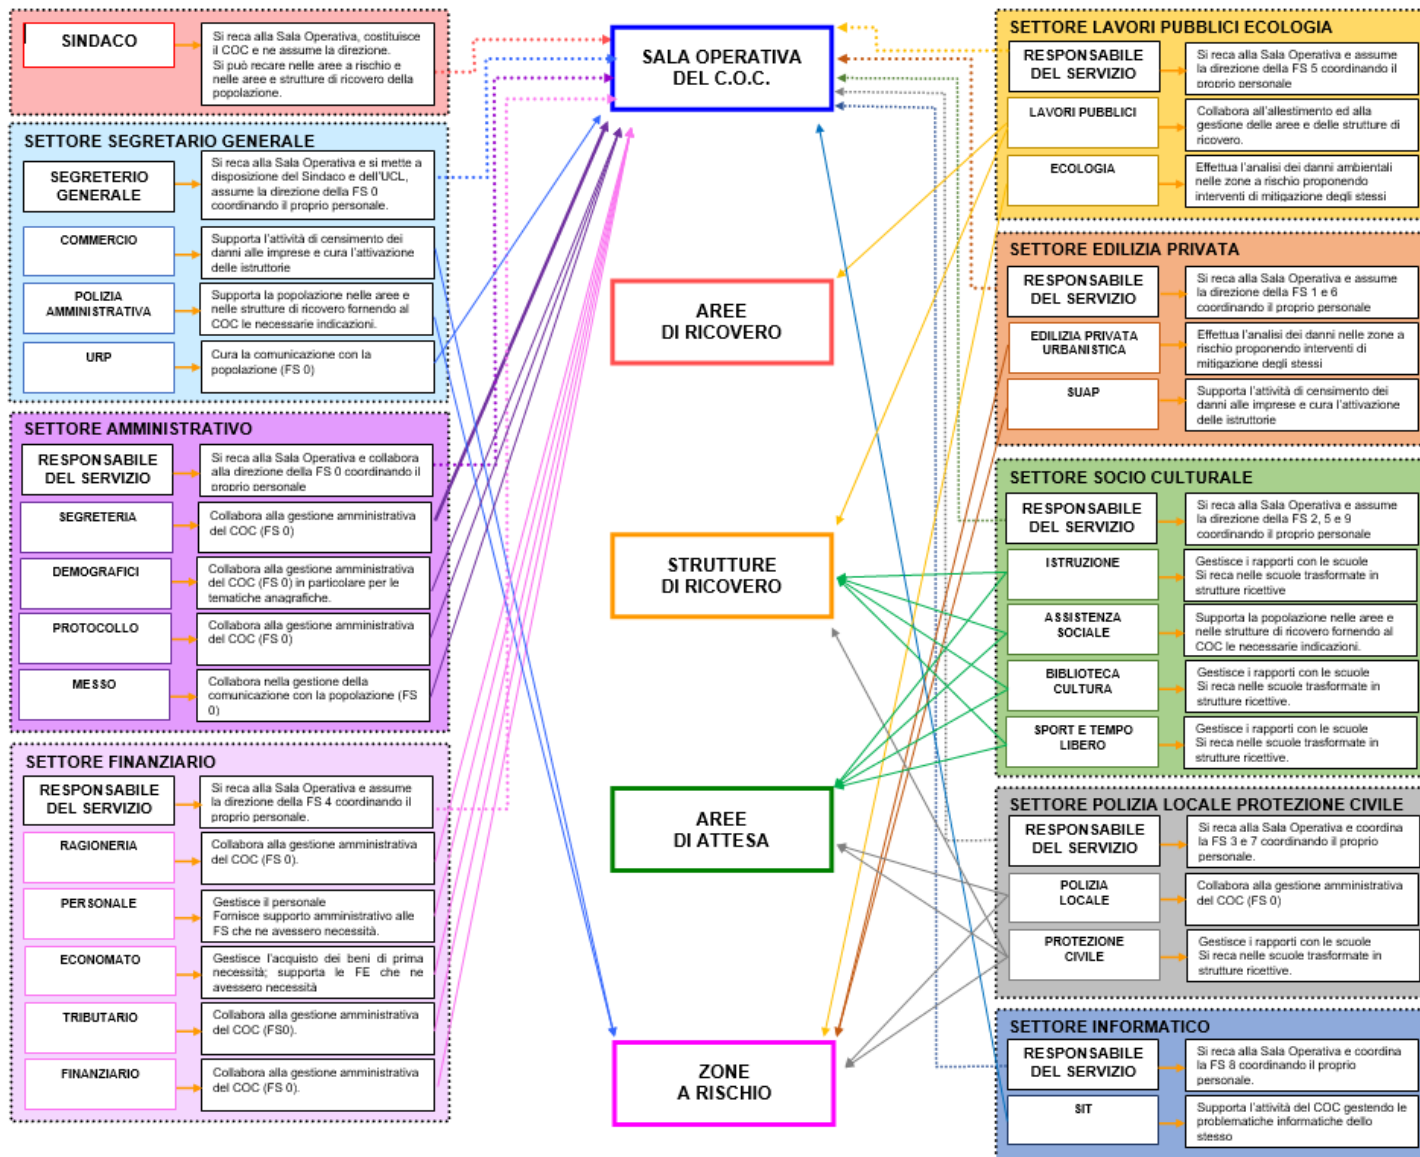 SINDACO
Si reca alla Sala Operativa, costituisce
il COC e ne assume la direzione.
Si può recare nelle aree a rischio e
nelle aree e strutture di ricovero della
popolazione.
SETTORE SEGRETARIO GENERALE
SEGRETERIO
GENERALE
Si reca alla Sala Operativa e si mette a
disposizione del Sindaco e dell'UCL,
assume la direzione della FS 0
coordinando il proprio personale.
COMMERCIO
Supporta l'attività di censimento dei
danni alle imprese e cura l'attivazione
delle istruttorie
POLIZIA
AMMINISTRATIVA
Supporta la popolazione nelle aree e
nelle strutture di ricovero fornendo al
COC le necessarie indicazioni.
URP
Cura la comunicazione con la
popolazione (FS 0)
SETTORE AMMINISTRATIVO
RESPONSABILE
DEL SERVIZIO
Si reca alla Sala Operativa e collabora
alla direzione della FS 0 coordinando il
proprio personale
SEGRETERIA
Collabora alla gestione amministrativa
del COC (FS 0)
DEMOGRAFICI
Collabora alla gestione amministrativa
del COC (FS 0) in particolare per le
tematiche anagrafiche.
PROTOCOLLO
Collabora alla gestione amministrativa
del COC (FS 0)
MESSO
Collabora nella gestione della
comunicazione con la popolazione (FS
0)
SETTORE FINANZIARIO
RESPONSABILE
DEL SERVIZIO
Si reca alla Sala Operativa e assume
la direzione della FS 4 coordinando il
proprio personale.
RAGIONERIA
Collabora alla gestione amministrativa
del COC (FS 0).
PERSONALE
Gestisce il personale
Fornisce supporto amministrativo alle
FS che ne avessero necessità.
ECONOMATO
Gestisce l'acquisto dei beni di prima
necessità; supporta le FE che ne
avessero necessità
TRIBUTARIO
Collabora alla gestione amministrativa
del COC (FS0).
FINANZIARIO
Collabora alla gestione amministrativa
del COC (FS 0).
SALA OPERATIVA
DEL C.O.C.
AREE
DI RICOVERO
STRUTTURE
DI RICOVERO
AREE
DI ATTESA
ZONE
A RISCHIO
SETTORE LAVORI PUBBLICI ECOLOGIA
RESPONSABILE
DEL SERVIZIO
Si reca alla Sala Operativa e assume
la direzione della FS 5 coordinando il
proprio personale
LAVORI PUBBLICI
Collabora all'allestimento ed alla
gestione delle aree e delle strutture di
ricovero.
ECOLOGIA
Effettua l'analisi dei danni ambientali
nelle zone a rischio proponendo
interventi di mitigazione degli stessi
SETTORE EDILIZIA PRIVATA
RESPONSABILE
DEL SERVIZIO
Si reca alla Sala Operativa e assume
la direzione della FS 1 e 6
coordinando il proprio personale
EDILIZIA PRIVATA
URBANISTICA
Effettua l'analisi dei danni nelle zone a
rischio proponendo interventi di
mitigazione degli stessi
SUAP
Supporta l'attività di censimento dei
danni alle imprese e cura l'attivazione
delle istruttorie
SETTORE SOCIO CULTURALE
RESPONSABILE
DEL SERVIZIO
Si reca alla Sala Operativa e assume
la direzione della FS 2, 5 e 9
coordinando il proprio personale
ISTRUZIONE
Gestisce i rapporti con le scuole
Si reca nelle scuole trasformate in
strutture ricettive
ASSISTENZA
SOCIALE
Supporta la popolazione nelle aree e
nelle strutture di ricovero fornendo al
COC le necessarie indicazioni.
BIBLIOTECA
CULTURA
Gestisce i rapporti con le scuole
Si reca nelle scuole trasformate in
strutture ricettive.
SPORT E TEMPO
LIBERO
Gestisce i rapporti con le scuole
Si reca nelle scuole trasformate in
strutture ricettive.
SETTORE POLIZIA LOCALE PROTEZIONE CIVILE
RESPONSABILE
DEL SERVIZIO
Si reca alla Sala Operativa e coordina
la FS 3 e 7 coordinando il proprio
personale.
POLIZIA
LOCALE
Collabora alla gestione amministrativa
del COC (FS 0)
PROTEZIONE
CIVILE
Gestisce i rapporti con le scuole
Si reca nelle scuole trasformate in
strutture ricettive.
SETTORE INFORMATICO
RESPONSABILE
DEL SERVIZIO
Si reca alla Sala Operativa e coordina
la FS 8 coordinando il proprio
personale.
SIT
Supporta l'attività del COC gestendo le
problematiche informatiche dello
stesso